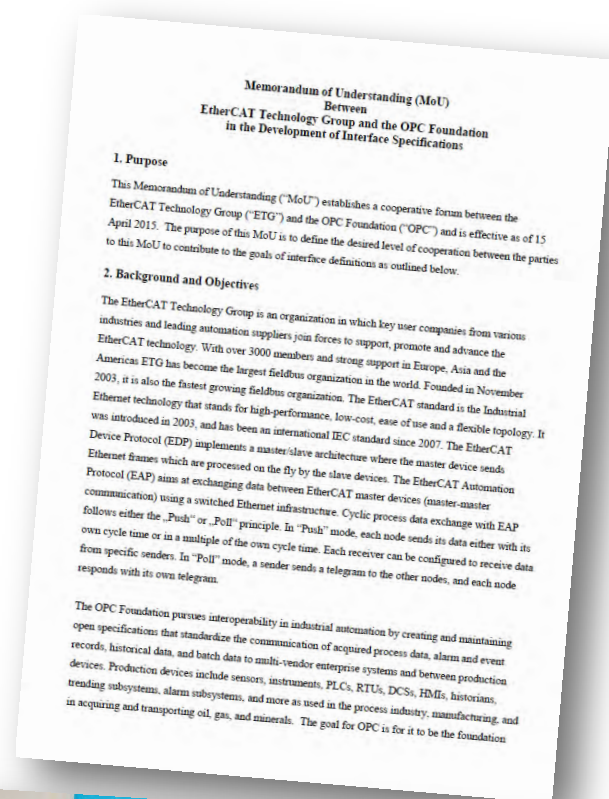 Memorandum of Understanding (MoU)
Between
EtherCAT Technology Group and the OPC Foundation
in the Development of Interface Specifications
1. Purpose
This Memorandum of Understanding ("MoU") establishes a cooperative forum between the
EtherCAT Technology Group ("ETG") and the OPC Foundation ("OPC") and is effective as of 15
April 2015. The purpose of this MoU is to define the desired level of cooperation between the parties
to this MoU to contribute to the goals of interface definitions as outlined below.
2. Background and Objectives
The EtherCAT Technology Group is an organization in which key user companies from various
industries and leading automation suppliers join forces to support, promote and advance the
EtherCAT technology. With over 3000 members and strong support in Europe, Asia and the
Americas ETG has become the largest fieldbus organization in the world. Founded in November
2003, it is also the fastest growing fieldbus organization. The EtherCAT standard is the Industrial
Ethernet technology that stands for high-performance, low-cost, ease of use and a flexible topology. It
was introduced in 2003, and has been an international IEC standard since 2007. The EtherCAT
Device Protocol (EDP) implements a master/slave architecture where the master device sends
Ethernet frames which are processed on the fly by the slave devices. The EtherCAT Automation
Protocol (EAP) aims at exchanging data between EtherCAT master devices (master-master
communication) using a switched Ethernet infrastructure. Cyclic process data exchange with EAP
follows either the „Push“ or „Poll“ principle. In “Push” mode, each node sends its data either with its
own cycle time or in a multiple of the own cycle time. Each receiver can be configured to receive data
from specific senders. In “Poll” mode, a sender sends a telegram to the other nodes, and each node
responds with its own telegram.
The OPC Foundation pursues interoperability in industrial automation by creating and maintaining
open specifications that standardize the communication of acquired process data, alarm and event
records, historical data, and batch data to multi-vendor enterprise systems and between production
devices. Production devices include sensors, instruments, PLCs, RTUs, DCSs, HMIs, historians,
trending subsystems, alarm subsystems, and more as used in the process industry, manufacturing, and
in acquiring and transporting oil, gas, and minerals. The goal for OPC is for it to be the foundation